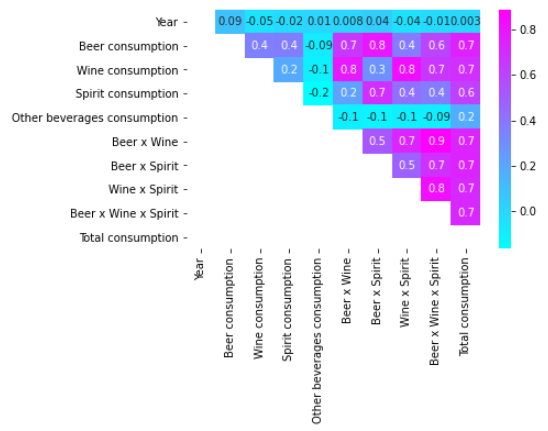 Year 0.09 -0.05 -0.02 0.01 0.008 0.04 -0.04 -0.01 0.003
Beer consumption 0.4 0.4 -0.09 0.7 0.8 0.4 0.6 0.7
Wine consumption 0.2 -0.1 0.8 0.3 0.8 0.7 0.7
Spirit consumption -0.2 0.2 0.7 0.4 0.4 0.6
Other beverages consumption -0.1 -0.1 -0.1 -0.09 0.2
Beer x Wine 0.5 0.7 0.9 0.7
Beer x Spirit 0.5 0.7 0.7
Wine x Spirit 0.8 0.7
Beer x Wine x Spirit 0.7
Total consumption
Year
Beer consumption
Wine consumption
Spirit consumption
Other beverages consumption
Beer x Wine
Beer x Spirit
Wine x Spirit
Beer x Wine x Spirit
Total consumption
0.8
0.6
0.4
0.2
0.0